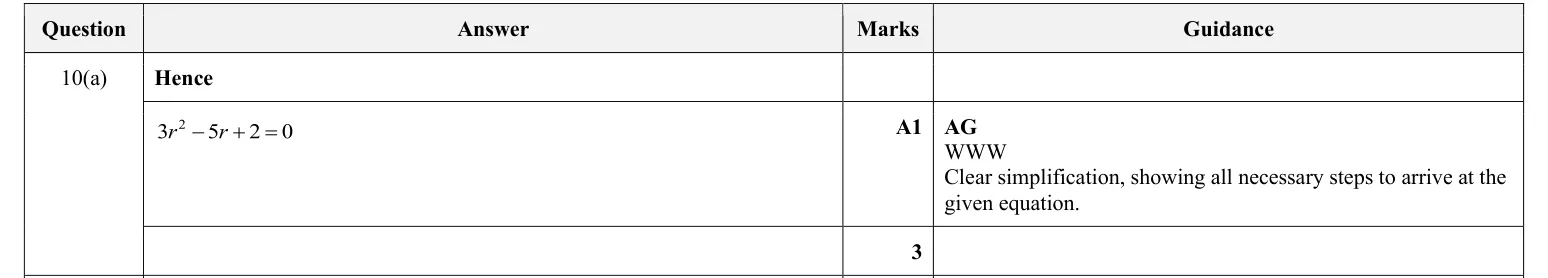 Question Answer Marks Guidance
10(a) Hence
3r² − 5r + 2 = 0 A1 AG
WWW
Clear simplification, showing all necessary steps to arrive at the
given equation.
3